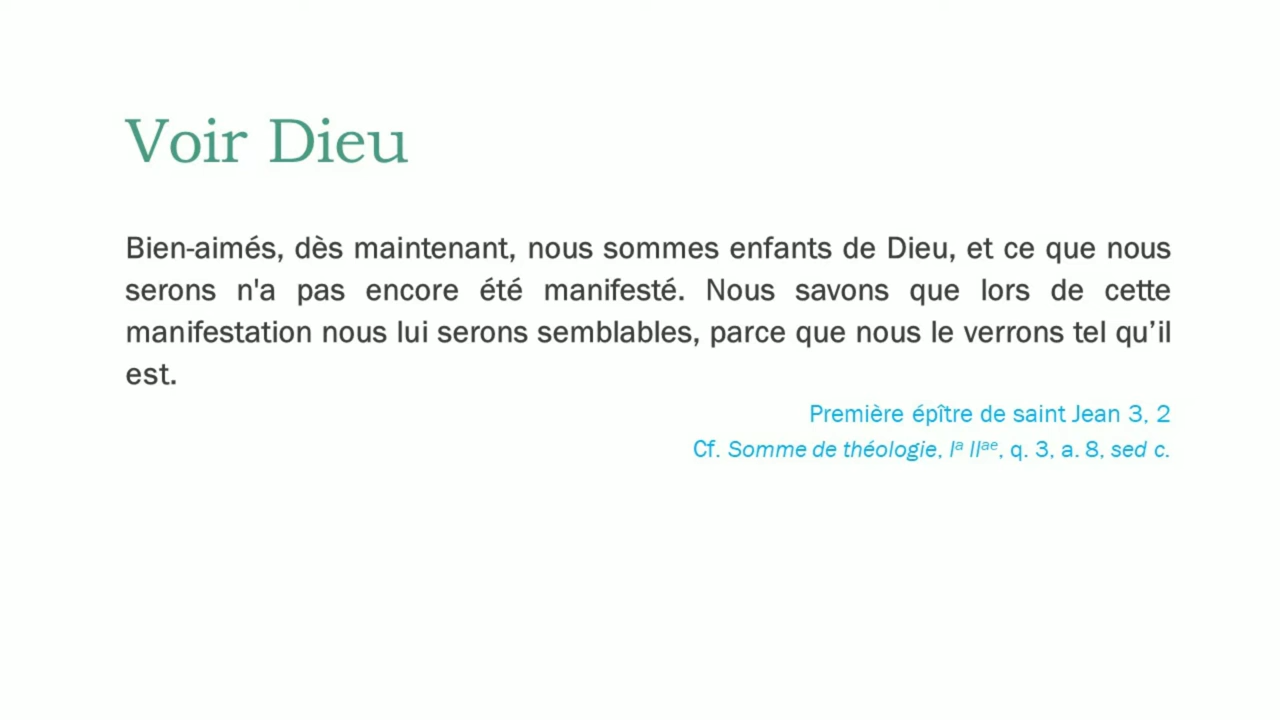 Voir Dieu
Bien-aimés, dès maintenant, nous sommes enfants de Dieu, et ce que nous
serons n'a pas encore été manifesté. Nous savons que lors de cette
manifestation nous lui serons semblables, parce que nous le verrons tel qu’il
est.
Première épître de saint Jean 3, 2
Cf. Somme de théologie, Iª IIªᵉ, q. 3, a. 8, sed c.